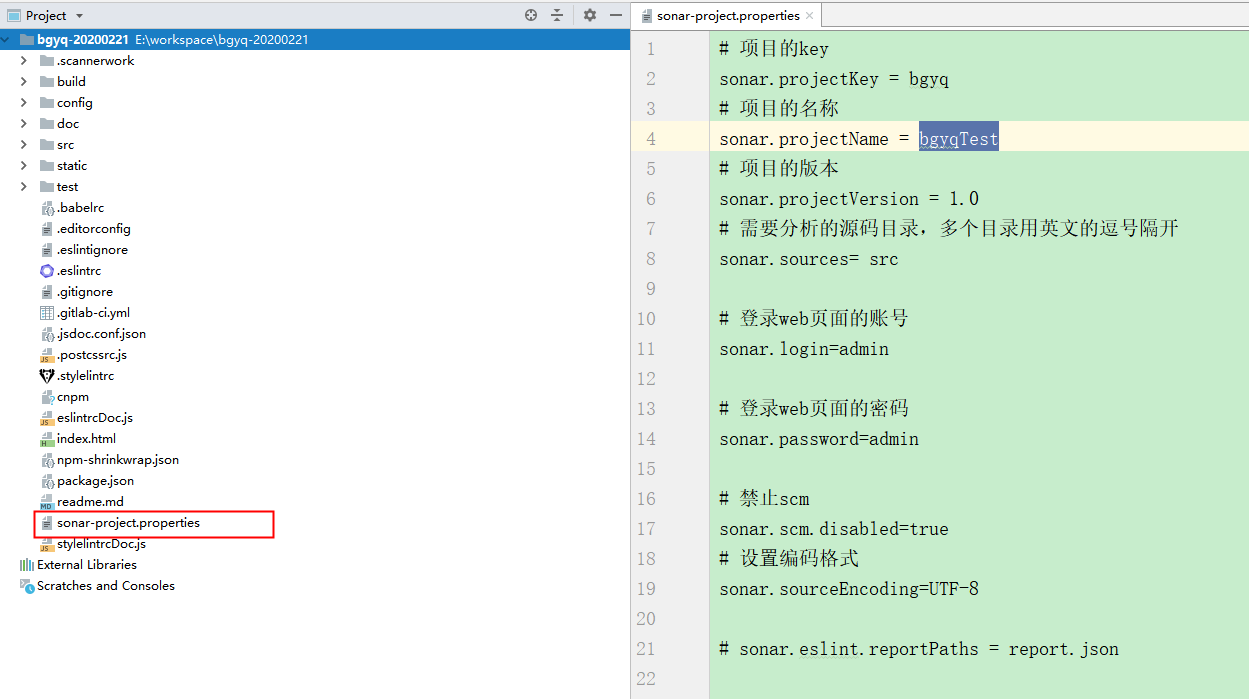 Project
bgyq-20200221 E:\workspace\bgyq-20200221
.scannerwork
build
config
doc
src
static
test
.babelrc
.editorconfig
.eslintignore
.eslintrc
.gitignore
.gitlab-ci.yml
.jsdoc.conf.json
.postcssrc.js
.stylelintrc
cnpm
eslintrcDoc.js
index.html
npm-shrinkwrap.json
package.json
readme.md
sonar-project.properties
stylelintrcDoc.js
External Libraries
Scratches and Consoles
sonar-project.properties
1 # 项目的key
2 sonar.projectKey = bgyq
3 # 项目的名称
4 sonar.projectName = bgyqTest
5 # 项目的版本
6 sonar.projectVersion = 1.0
7 # 需要分析的源码目录，多个目录用英文的逗号隔开
8 sonar.sources= src
9
10 # 登录web页面的账号
11 sonar.login=admin
12
13 # 登录web页面的密码
14 sonar.password=admin
15
16 # 禁止scm
17 sonar.scm.disabled=true
18 # 设置编码格式
19 sonar.sourceEncoding=UTF-8
20
21 # sonar.eslint.reportPaths = report.json
22